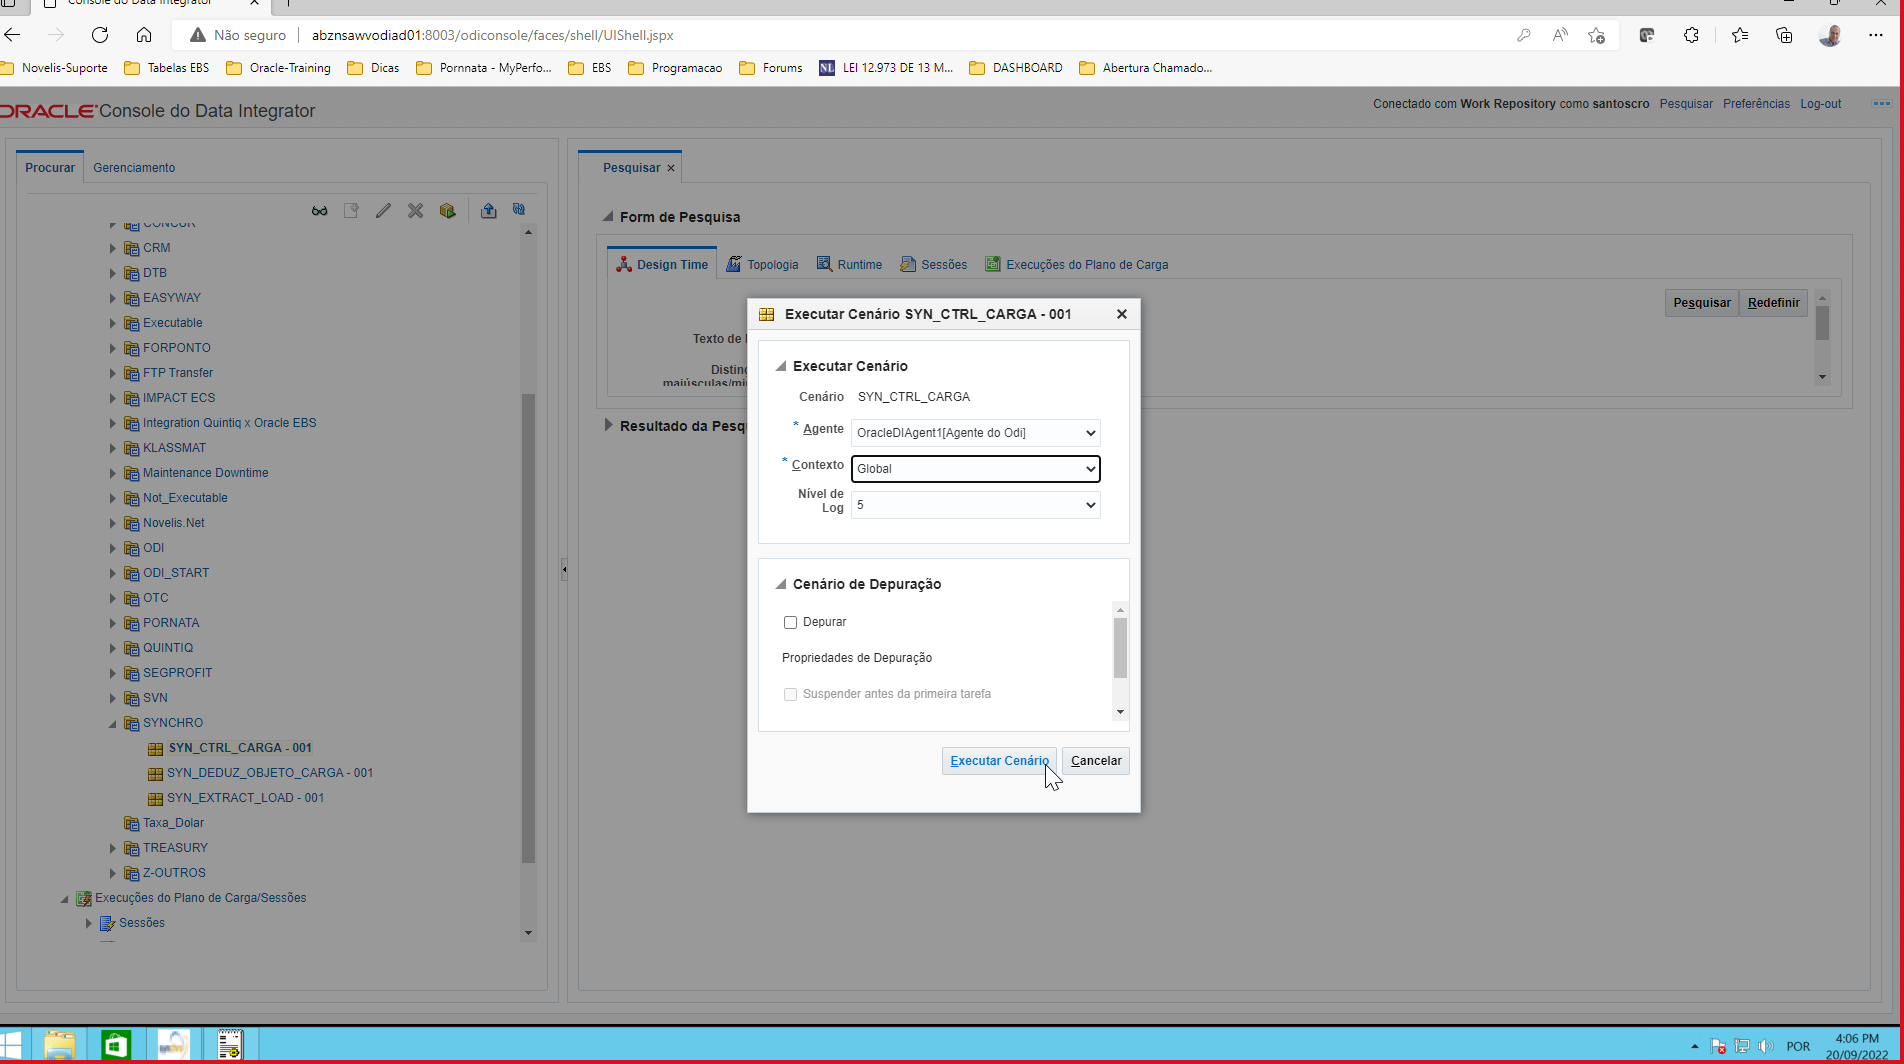 Console do Data Integrator
Não seguro
abznsawvodiad01:8003/odiconsole/faces/shell/UIShell.jspx
Novelis-Suporte
Tabelas EBS
Oracle-Training
Dicas
Pornnata - MyPerfo...
EBS
Programacao
Forums
NL
LEI 12.973 DE 13 M...
DASHBOARD
Abertura Chamado...
ORACLE Console do Data Integrator
Conectado com Work Repository como santoscro
Pesquisar
Preferências
Log-out
Procurar
Gerenciamento
CONCUR
CRM
DTB
EASYWAY
Executable
FORPONTO
FTP Transfer
IMPACT ECS
Integration Quintiq x Oracle EBS
KLASSMAT
Maintenance Downtime
Not_Executable
Novelis.Net
ODI
ODI_START
OTC
PORNATA
QUINTIQ
SEGPROFIT
SVN
SYNCHRO
SYN_CTRL_CARGA - 001
SYN_DEDUZ_OBJETO_CARGA - 001
SYN_EXTRACT_LOAD - 001
Taxa_Dolar
TREASURY
Z-OUTROS
Execuções do Plano de Carga/Sessões
Sessões
Pesquisar
Form de Pesquisa
Design Time
Topologia
Runtime
Sessões
Execuções do Plano de Carga
Pesquisar
Redefinir
Texto de
Distinç
maiúsculas/mi
Resultado da Pesqu
Executar Cenário SYN_CTRL_CARGA - 001
Executar Cenário
Cenário SYN_CTRL_CARGA
* Agente OracleDIAgent1[Agente do Odi]
* Contexto Global
Nível de
Log 5
Cenário de Depuração
Depurar
Propriedades de Depuração
Suspender antes da primeira tarefa
Executar Cenário
Cancelar
POR
4:06 PM
20/09/2022